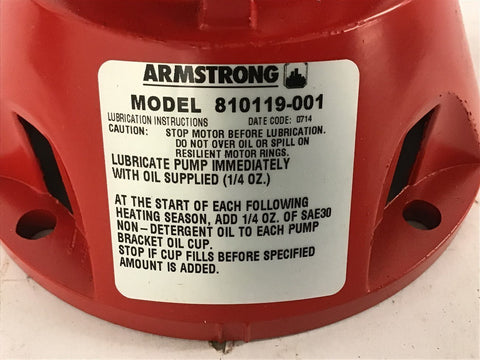 ARMSTRONG
MODEL 810119-001
LUBRICATION INSTRUCTIONS DATE CODE: 0714
CAUTION: STOP MOTOR BEFORE LUBRICATION.
DO NOT OVER OIL OR SPILL ON
RESILIENT MOTOR RINGS.
LUBRICATE PUMP IMMEDIATELY
WITH OIL SUPPLIED (1/4 OZ.)
AT THE START OF EACH FOLLOWING
HEATING SEASON, ADD 1/4 OZ. OF SAE30
NON - DETERGENT OIL TO EACH PUMP
BRACKET OIL CUP.
STOP IF CUP FILLS BEFORE SPECIFIED
AMOUNT IS ADDED.